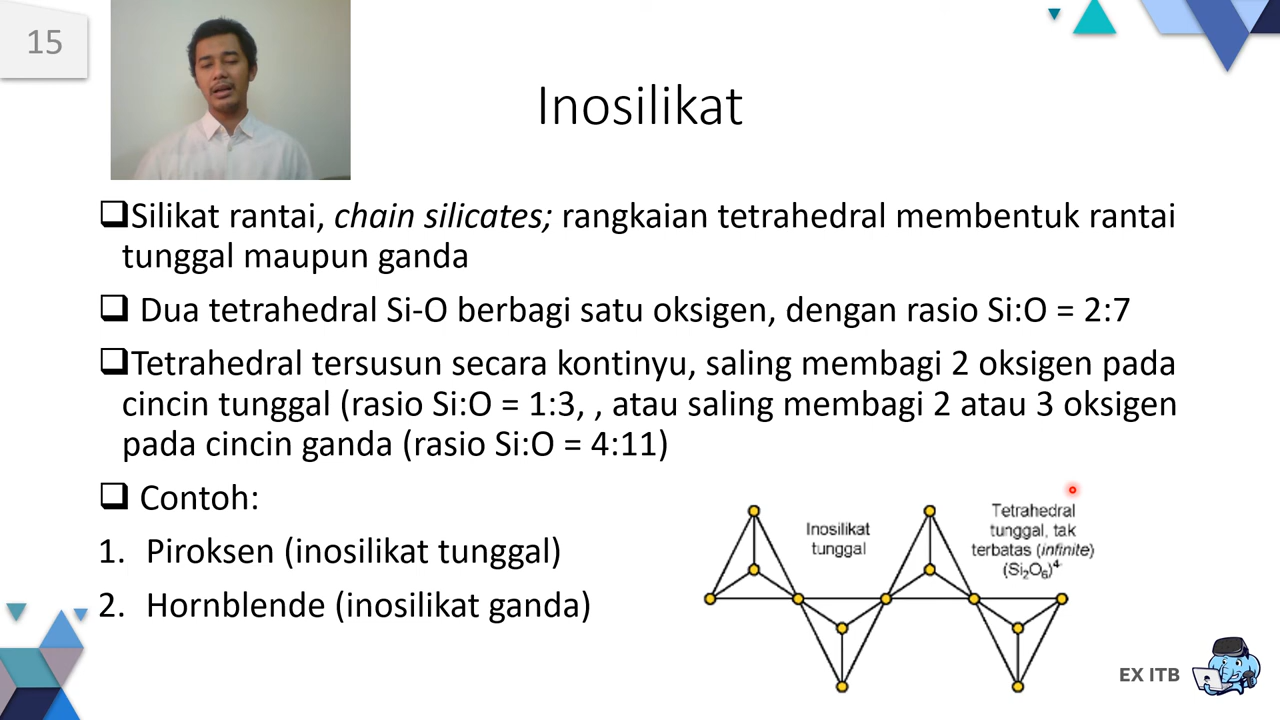 15
Inosilikat
❑Silikat rantai, chain silicates; rangkaian tetrahedral membentuk rantai
tunggal maupun ganda
❑ Dua tetrahedral Si-O berbagi satu oksigen, dengan rasio Si:O = 2:7
❑Tetrahedral tersusun secara kontinyu, saling membagi 2 oksigen pada
cincin tunggal (rasio Si:O = 1:3, , atau saling membagi 2 atau 3 oksigen
pada cincin ganda (rasio Si:O = 4:11)
❑ Contoh:
1. Piroksen (inosilikat tunggal)
2. Hornblende (inosilikat ganda)
Inosilikat
tunggal
Tetrahedral
tunggal, tak
terbatas (infinite)
(Si₂O₆)⁴⁻
EX ITB